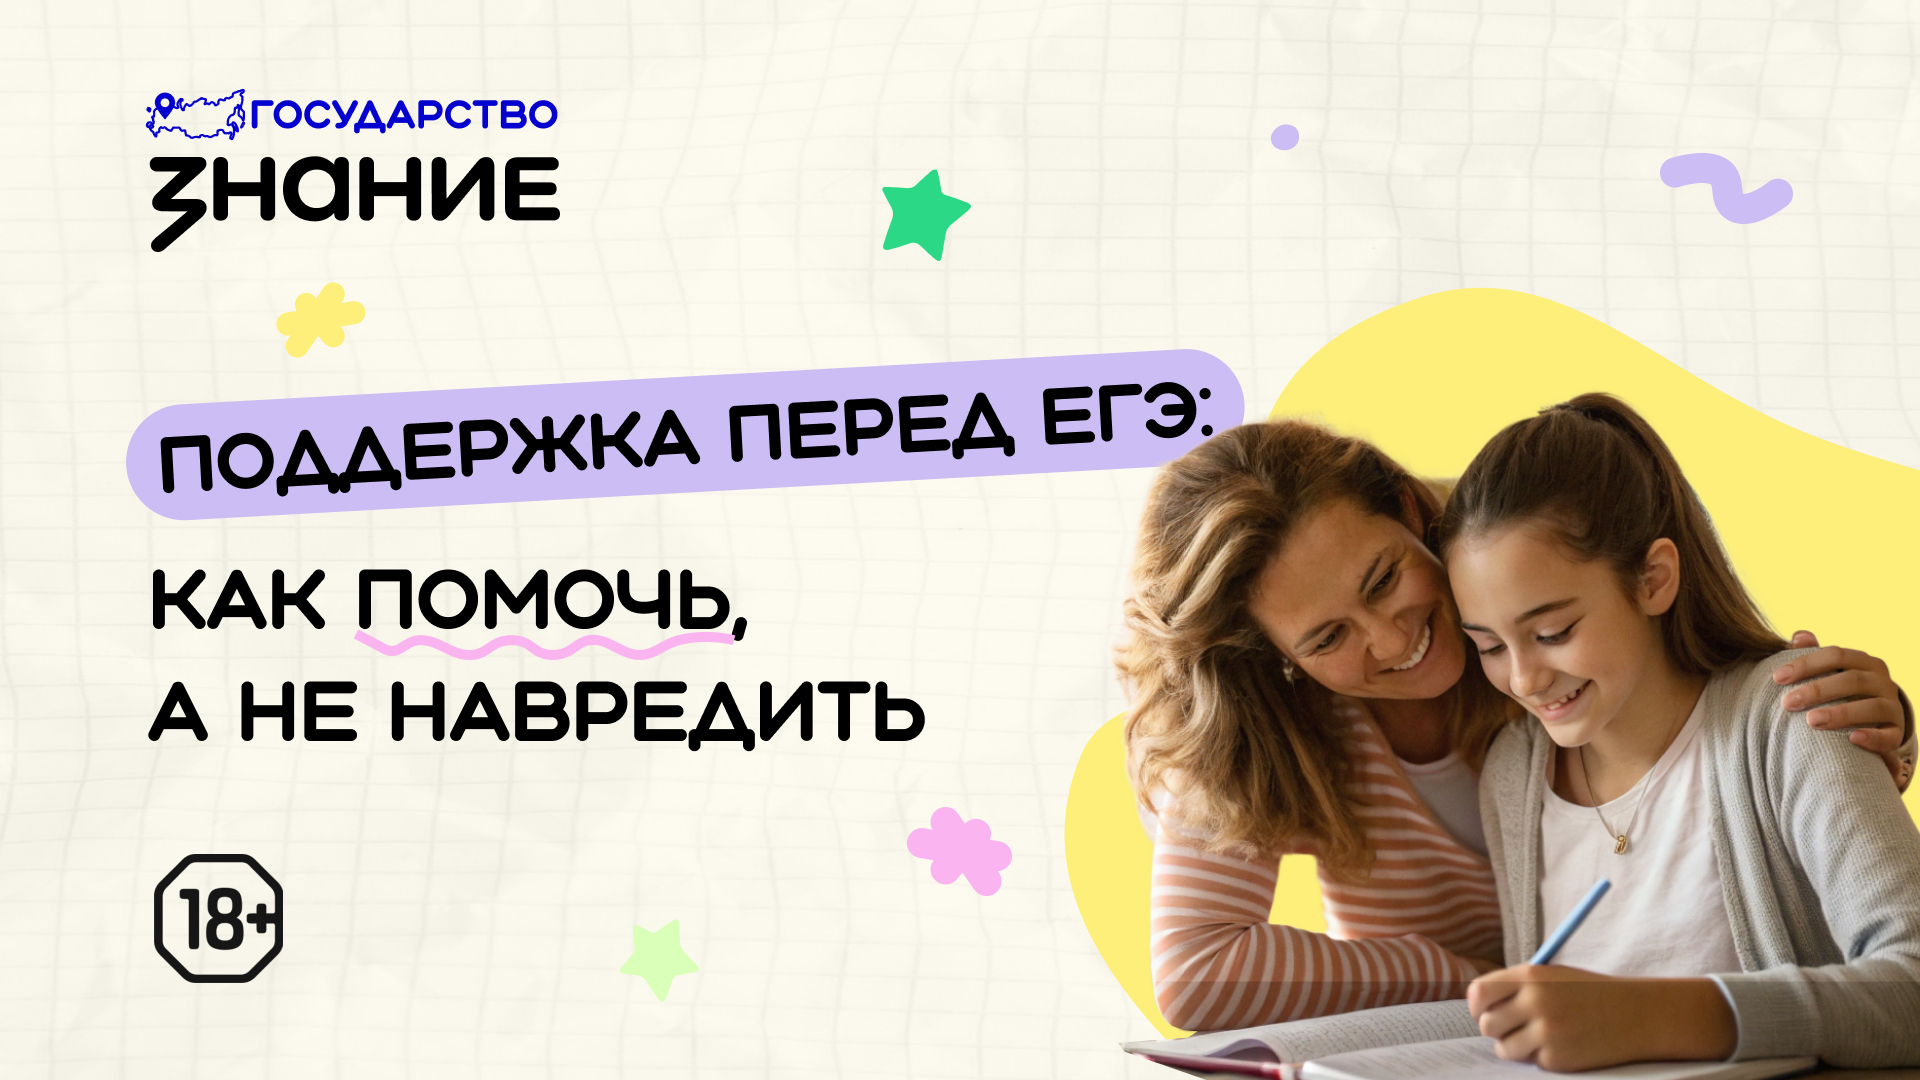 ГОСУДАРСТВО
ЗНАНИЕ
ПОДДЕРЖКА ПЕРЕД ЕГЭ:
КАК ПОМОЧЬ,
А НЕ НАВРЕДИТЬ
18+